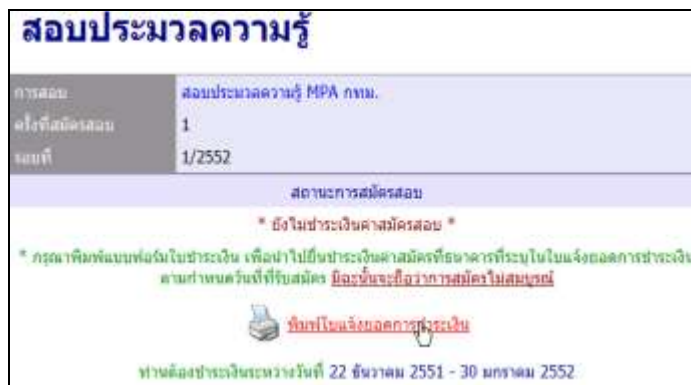 สอบประมวลความรู้
การสอบ สอบประมวลความรู้ MPA กทม.
ครั้งที่สมัครสอบ 1
รอบที่ 1/2552
สถานะการสมัครสอบ
* ยังไม่ชำระเงินค่าสมัครสอบ *
* กรุณาพิมพ์แบบฟอร์มใบชำระเงิน เพื่อนำไปยื่นชำระเงินค่าสมัครที่ธนาคารที่ระบุในใบแจ้งยอดการชำระเงิน
ตามกำหนดวันที่ที่รับสมัคร มิฉะนั้นจะถือว่าการสมัครไม่สมบูรณ์
พิมพ์ใบแจ้งยอดการชำระเงิน
ท่านต้องชำระเงินระหว่างวันที่ 22 ธันวาคม 2551 - 30 มกราคม 2552